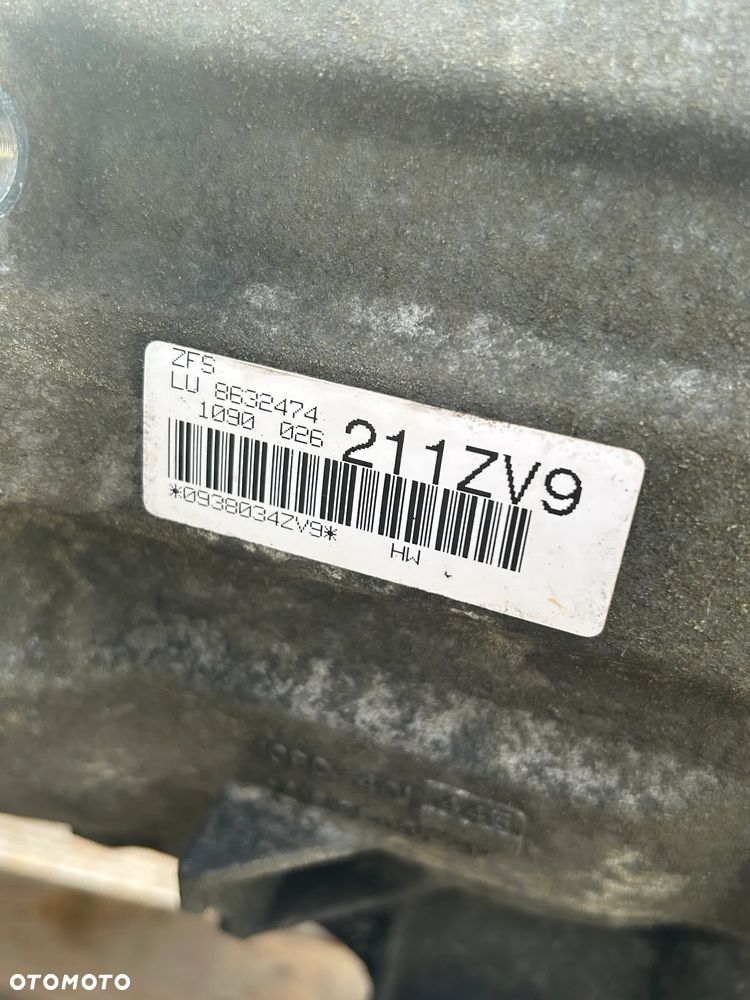 ZFS
LU 8632474
1090 026
211ZV9
*0938034ZV9*
HW
OTOMOTO